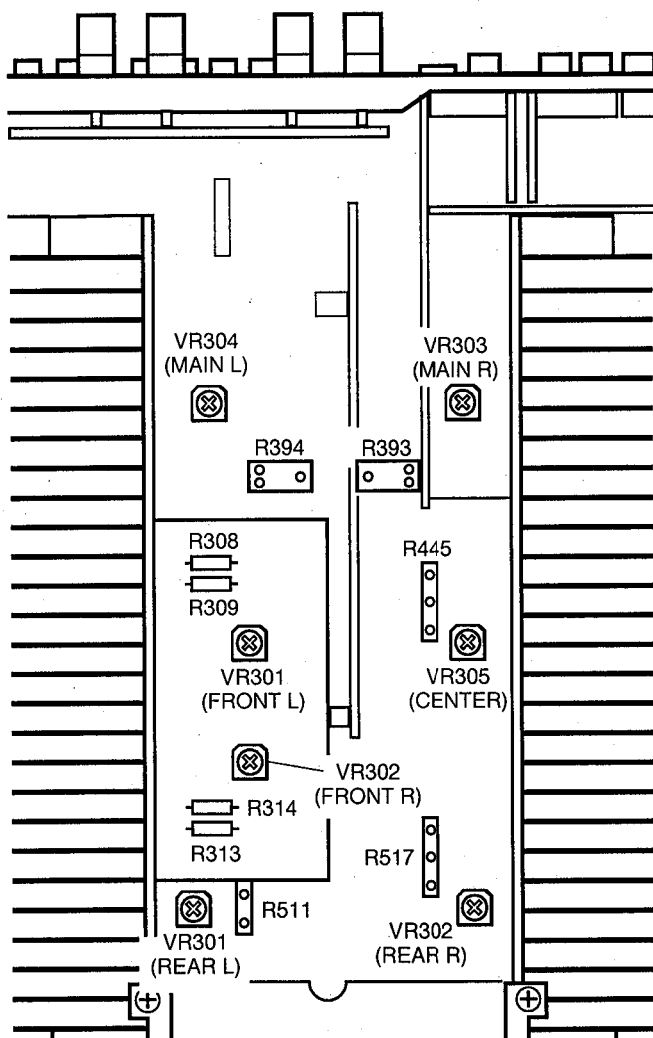 VR304
(MAIN L)
VR303
(MAIN R)
R394
R393
R308
R309
R445
VR301
(FRONT L)
VR305
(CENTER)
VR302
(FRONT R)
R314
R313
R517
R511
VR301
(REAR L)
VR302
(REAR R)